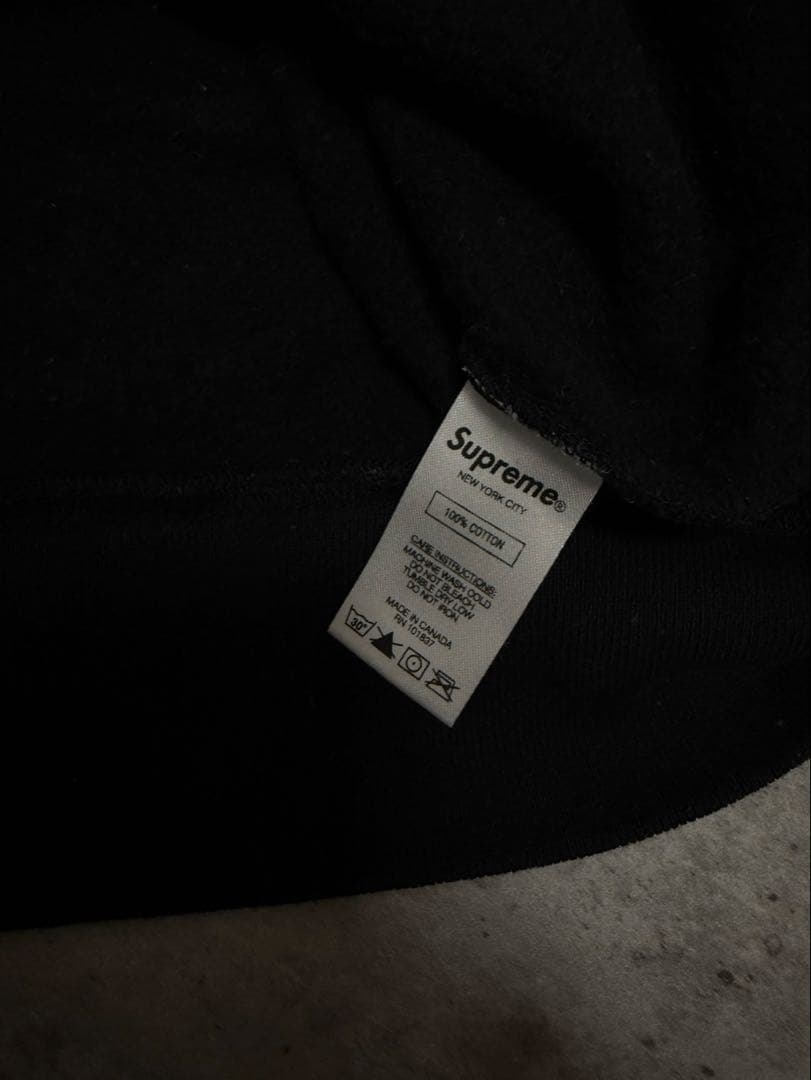 Supreme®
NEW YORK CITY
100% COTTON
CARE INSTRUCTIONS:
MACHINE WASH COLD
DO NOT BLEACH
TUMBLE DRY LOW
DO NOT IRON
MADE IN CANADA
RN 101837
30°